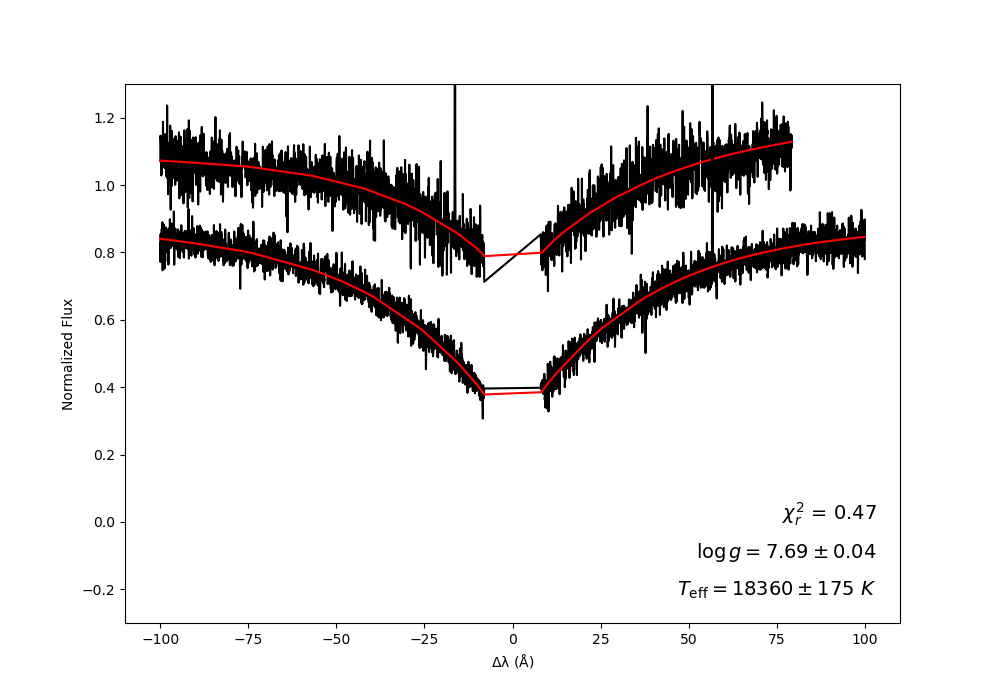 1.2
1.0
0.8
0.6
0.4
0.2
0.0
−0.2
Normalized Flux
χ²ᵣ = 0.47
log g = 7.69 ± 0.04
T_eff = 18360 ± 175 K
−100 −75 −50 −25 0 25 50 75 100
Δλ (Å)